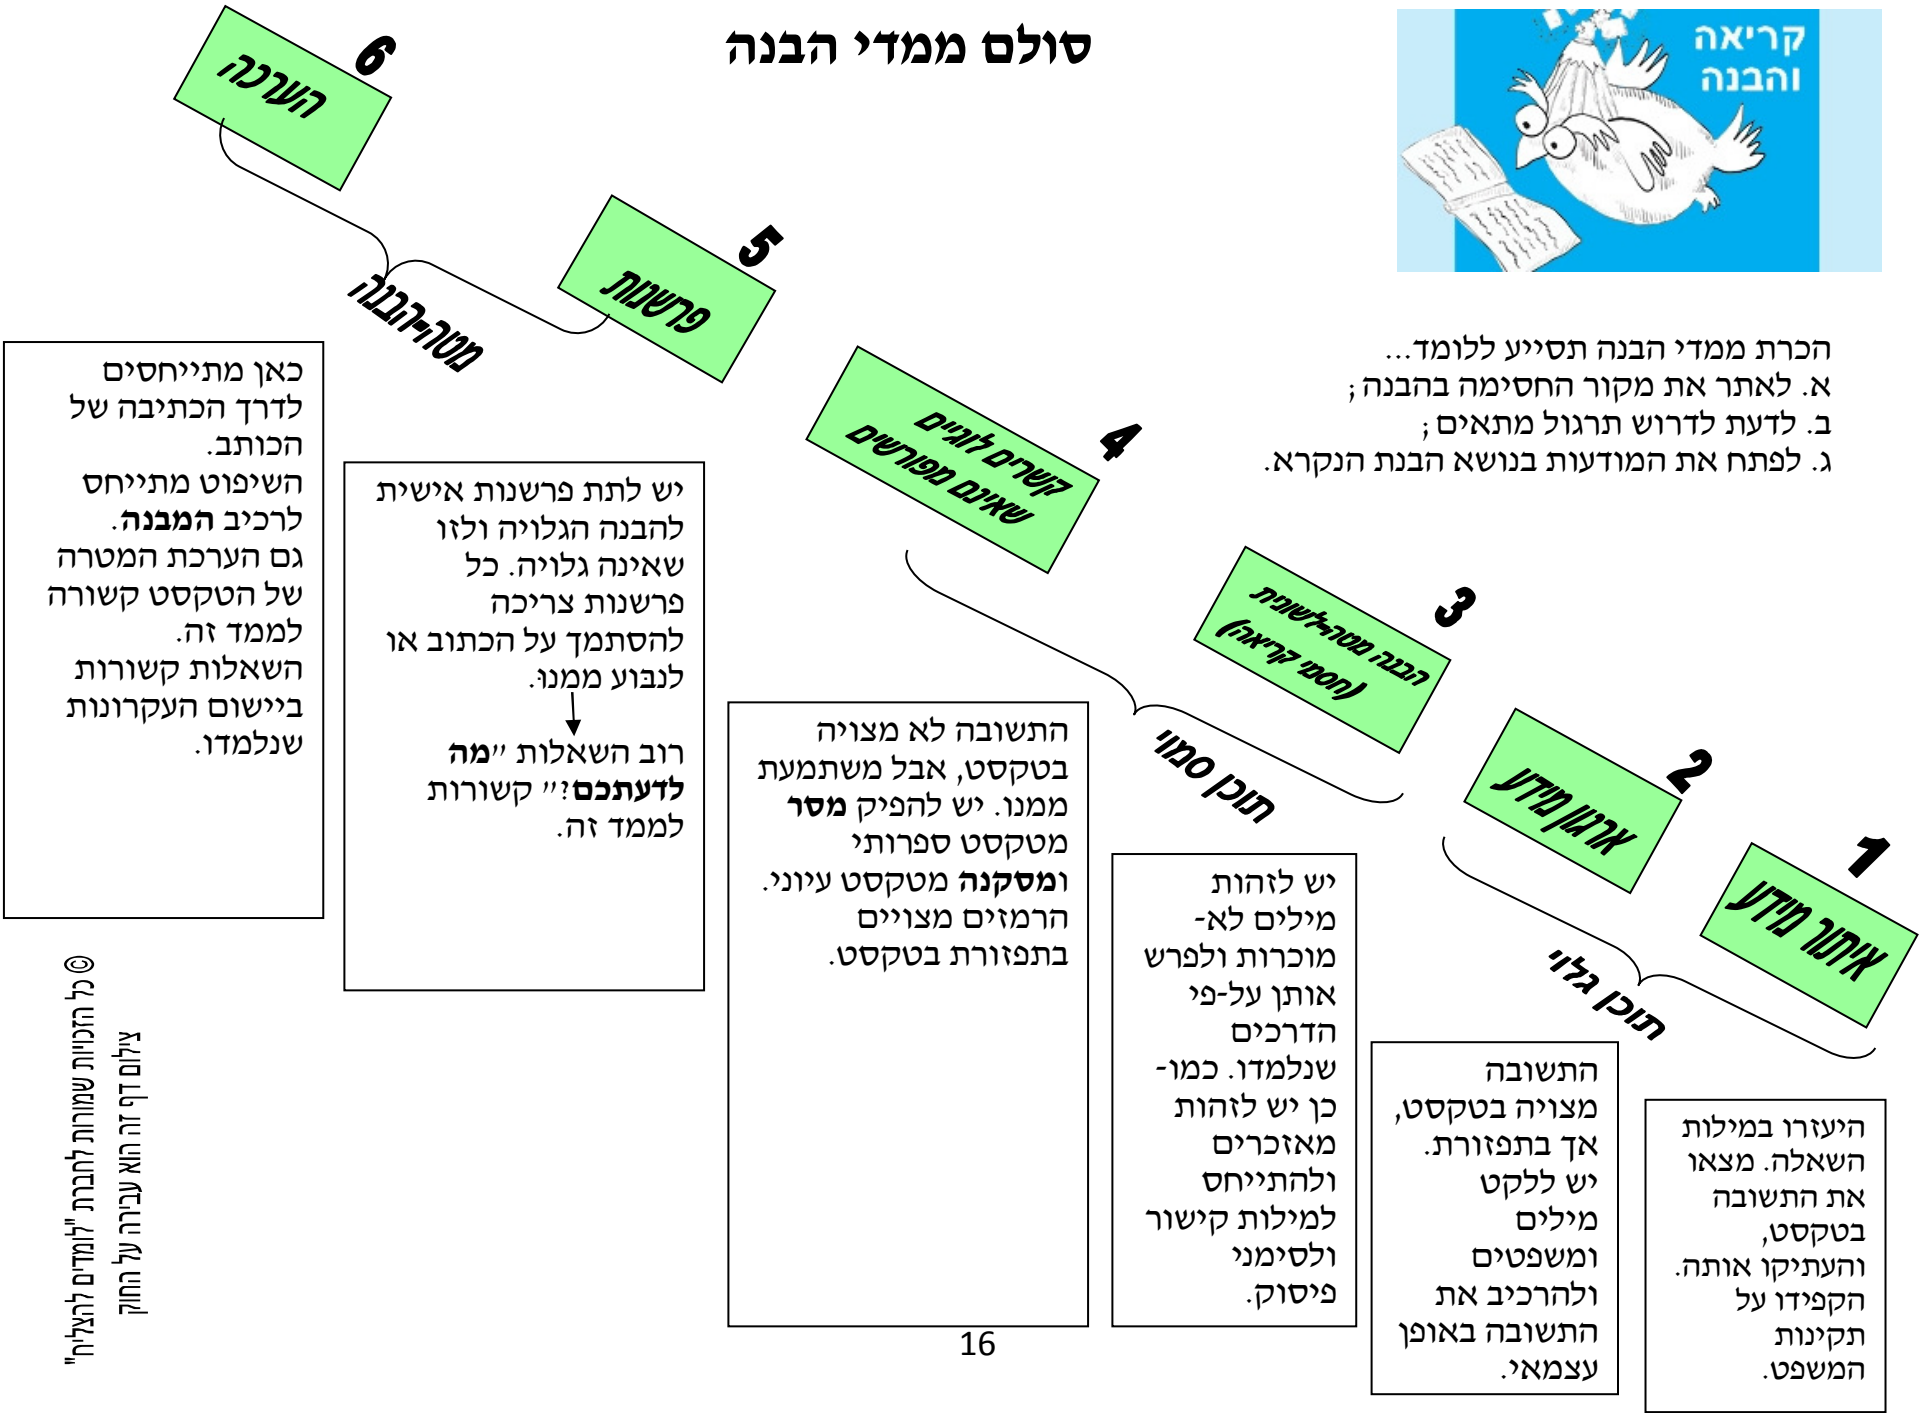 סולם ממדי הבנה
קריאה
והבנה
הכרת ממדי הבנה תסייע ללומד...
א. לאתר את מקור החסימה בהבנה;
ב. לדעת לדרוש תרגול מתאים;
ג. לפתח את המודעות בנושא הבנת הנקרא.
1
איתור מידע
2
ארגון מידע
תוכן גלוי
3
הבנה מטה-לשונית
(חסמי קריאה)
4
קשרים לוגיים
שאינם מפורשים
תוכן סמוי
5
פרשנות
6
הערכה
מטה-הבנה
היעזרו במילות
השאלה. מצאו
את התשובה
בטקסט,
והעתיקו אותה.
הקפידו על
תקינות
המשפט.
התשובה
מצויה בטקסט,
אך בתפזורת.
יש ללקט
מילים
ומשפטים
ולהרכיב את
התשובה באופן
עצמאי.
יש לזהות
מילים לא-
מוכרות ולפרש
אותן על-פי
הדרכים
שנלמדו. כמו-
כן יש לזהות
מאזכרים
ולהתייחס
למילות קישור
ולסימני
פיסוק.
התשובה לא מצויה
בטקסט, אבל משתמעת
ממנו. יש להפיק מסר
מטקסט ספרותי
ומסקנה מטקסט עיוני.
הרמזים מצויים
בתפזורת בטקסט.
יש לתת פרשנות אישית
להבנה הגלויה ולזו
שאינה גלויה. כל
פרשנות צריכה
להסתמך על הכתוב או
לנבוע ממנו.
רוב השאלות "מה
לדעתכם?" קשורות
לממד זה.
כאן מתייחסים
לדרך הכתיבה של
הכותב.
השיפוט מתייחס
לרכיב המבנה.
גם הערכת המטרה
של הטקסט קשורה
לממד זה.
השאלות קשורות
ביישום העקרונות
שנלמדו.
© כל הזכויות שמורות לחברת "לומדים להצליח"
צילום דף זה הוא עבירה על החוק
16